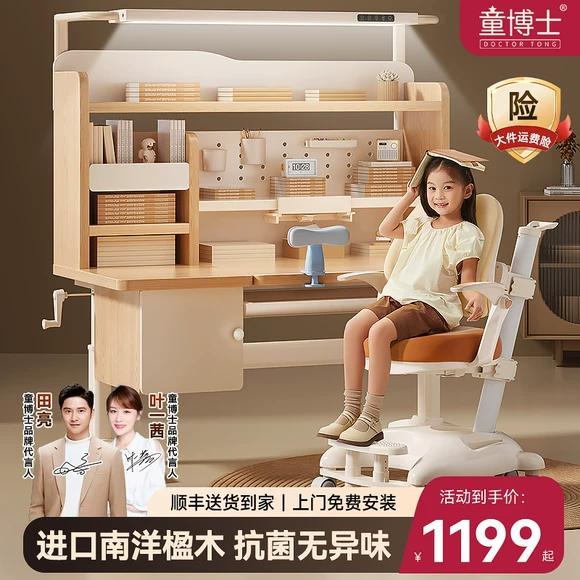 童博士®
DOCTOR TONG
险
大件运费险
10:28
田亮
童博士品牌代言人
叶一茜
童博士品牌代言人
顺丰送货到家 | 上门免费安装
进口南洋楹木 抗菌无异味
活动到手价:
¥1199起